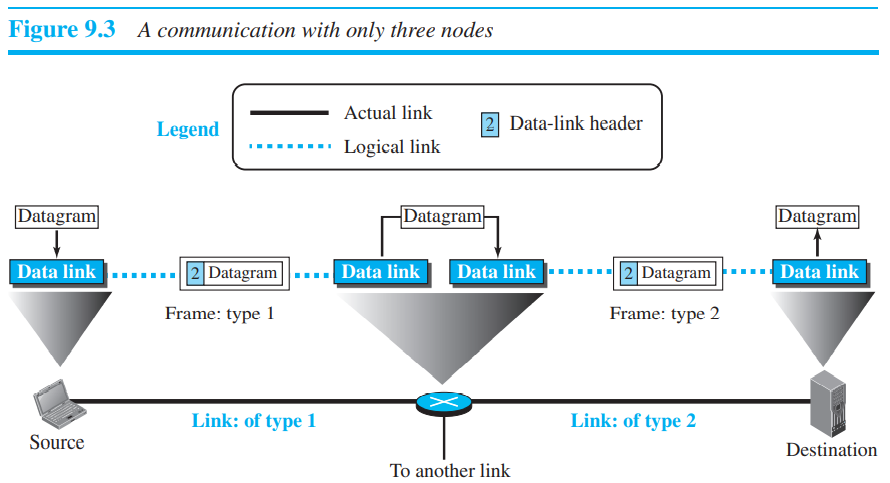 Figure 9.3 A communication with only three nodes
Legend
Actual link
Logical link
2 Data-link header
Datagram
Datagram
Datagram
Data link
2 Datagram
Data link
Data link
2 Datagram
Data link
Frame: type 1
Frame: type 2
Link: of type 1
Link: of type 2
Source
Destination
To another link